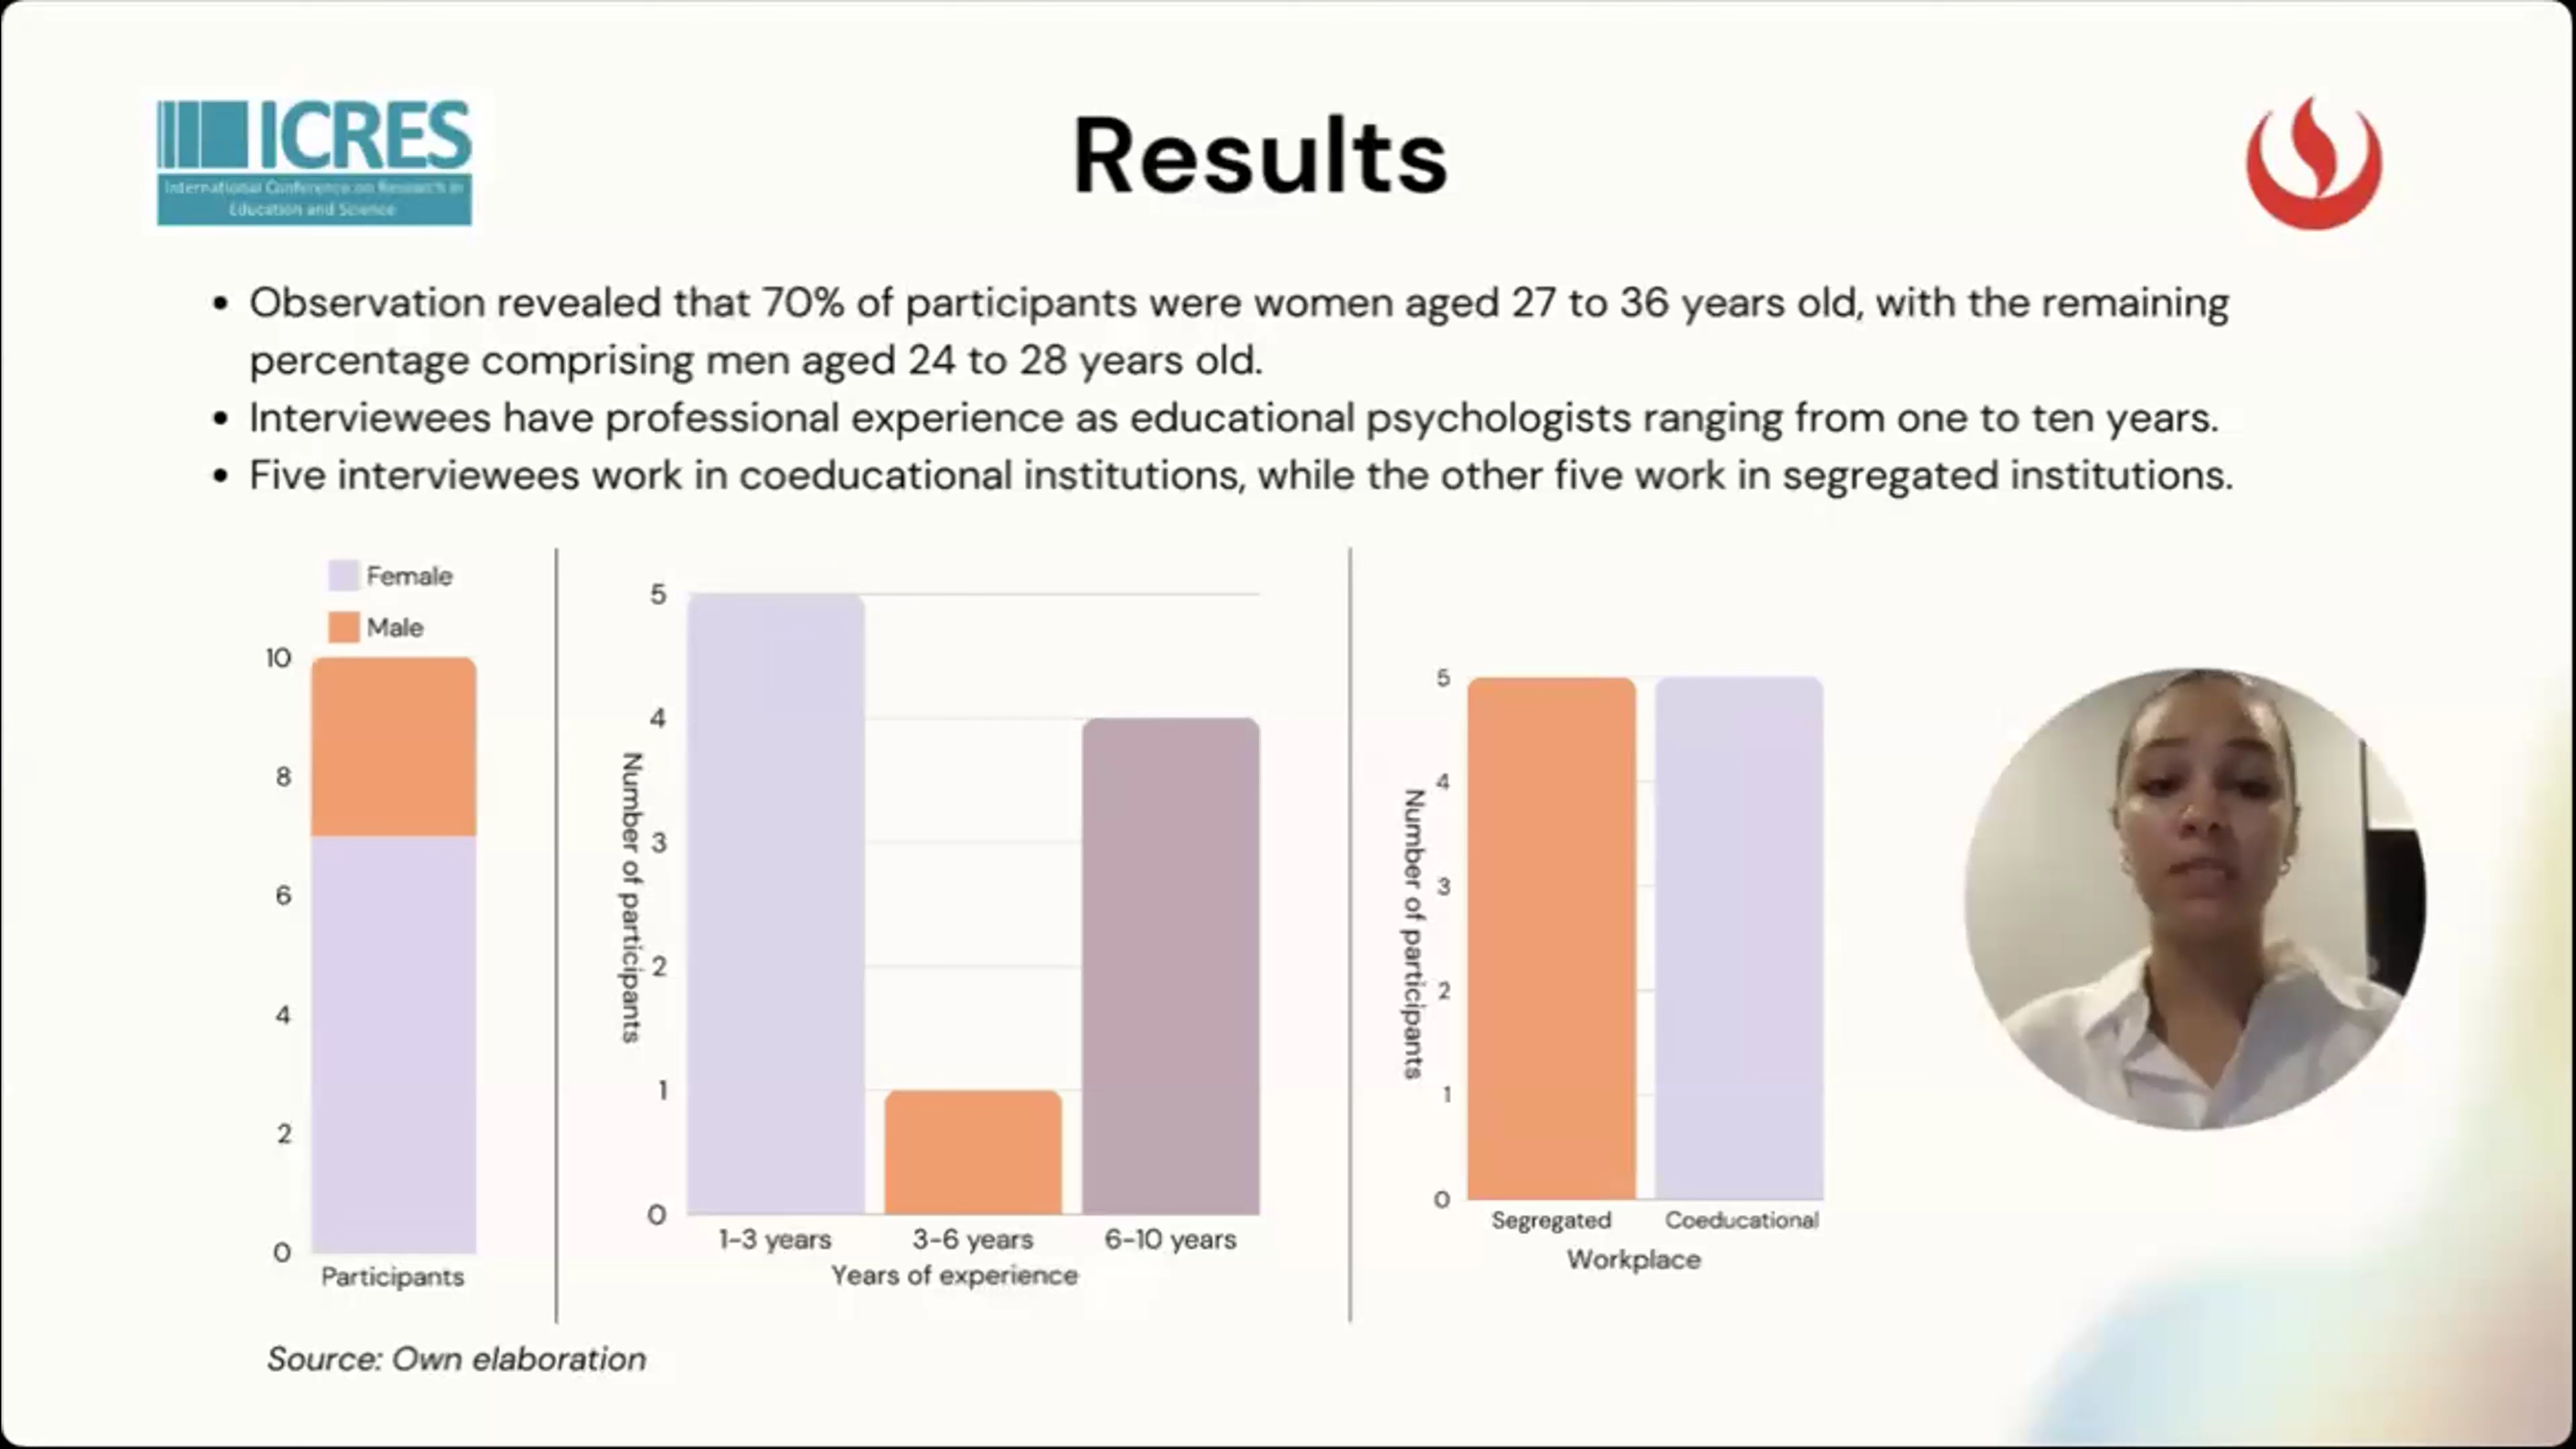 ICRES
International Conference on Research in
Education and Science
Results
• Observation revealed that 70% of participants were women aged 27 to 36 years old, with the remaining
percentage comprising men aged 24 to 28 years old.
• Interviewees have professional experience as educational psychologists ranging from one to ten years.
• Five interviewees work in coeducational institutions, while the other five work in segregated institutions.
Female
Male
10
8
6
4
2
0
Participants
Number of participants
5
4
3
2
1
0
1-3 years
3-6 years
6-10 years
Years of experience
Number of participants
5
4
3
2
1
0
Segregated
Coeducational
Workplace
Source: Own elaboration